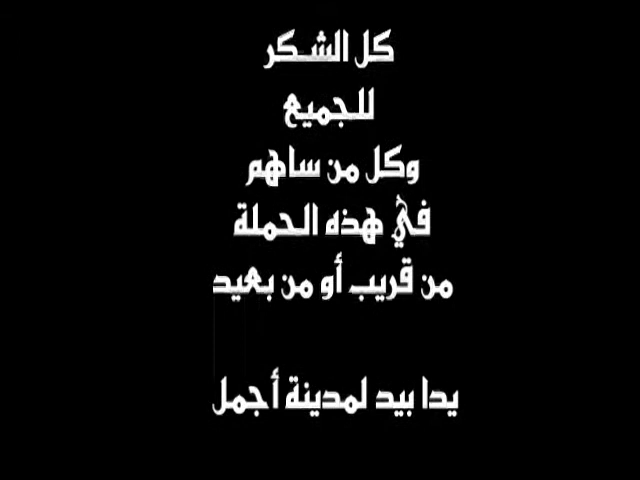 كل الشكر
للجميع
وكل من ساهم
في هذه الحملة
من قريب أو من بعيد
يدا بيد لمدينة أجمل